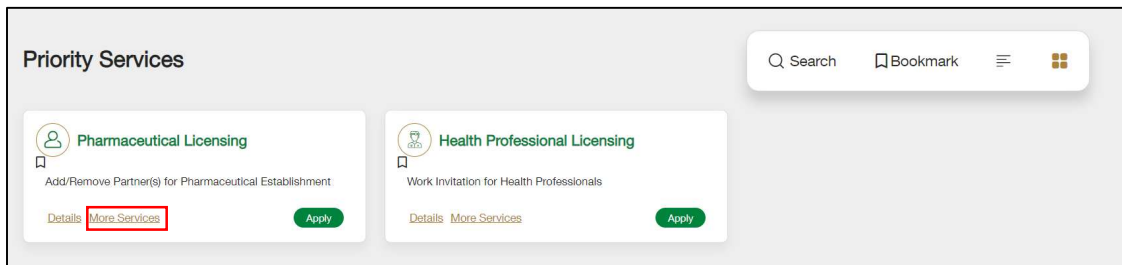 Priority Services
Search Bookmark
Pharmaceutical Licensing
Add/Remove Partner(s) for Pharmaceutical Establishment
Details More Services Apply
Health Professional Licensing
Work Invitation for Health Professionals
Details More Services Apply